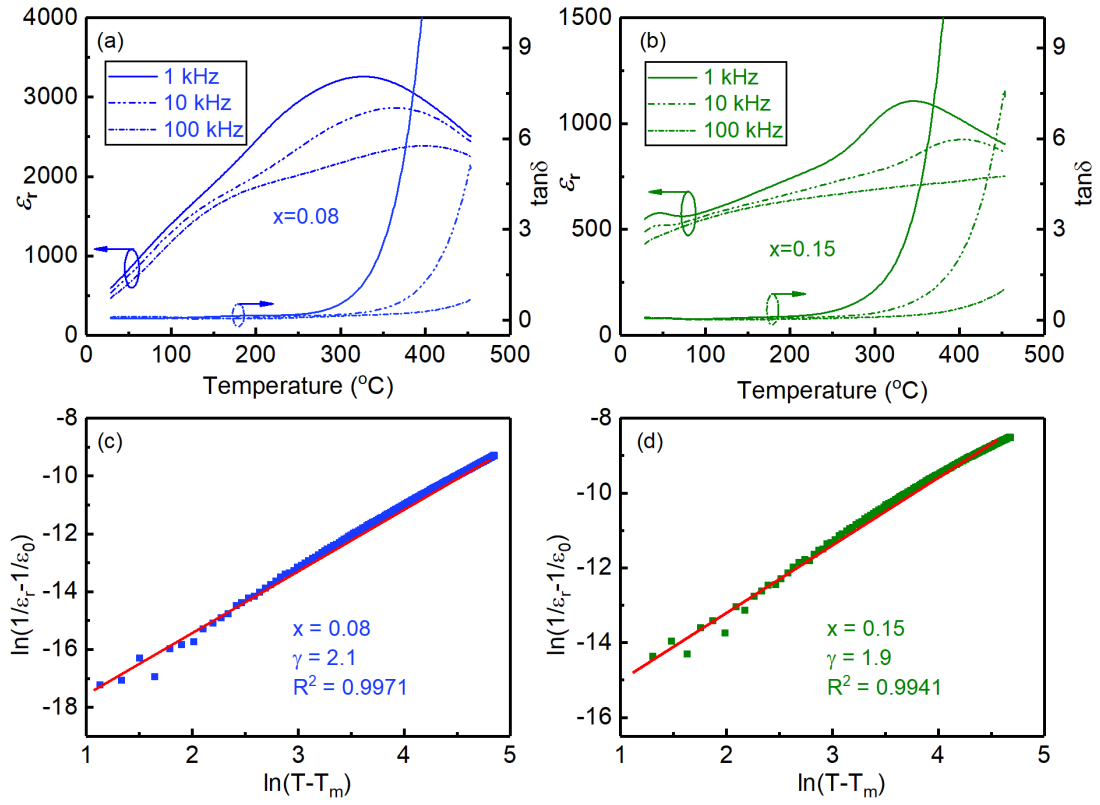 (a)
4000
3000
2000
1000
0
εr
1 kHz
10 kHz
100 kHz
x=0.08
9
6
3
0
tanδ
0 100 200 300 400 500
Temperature (°C)
(b)
1500
1000
500
0
εr
1 kHz
10 kHz
100 kHz
x=0.15
9
6
3
0
tanδ
0 100 200 300 400 500
Temperature (°C)
(c)
-8
-10
-12
-14
-16
-18
ln(1/εr-1/ε0)
x = 0.08
γ = 2.1
R² = 0.9971
1 2 3 4 5
ln(T-Tm)
(d)
-8
-10
-12
-14
-16
ln(1/εr-1/ε0)
x = 0.15
γ = 1.9
R² = 0.9941
1 2 3 4 5
ln(T-Tm)